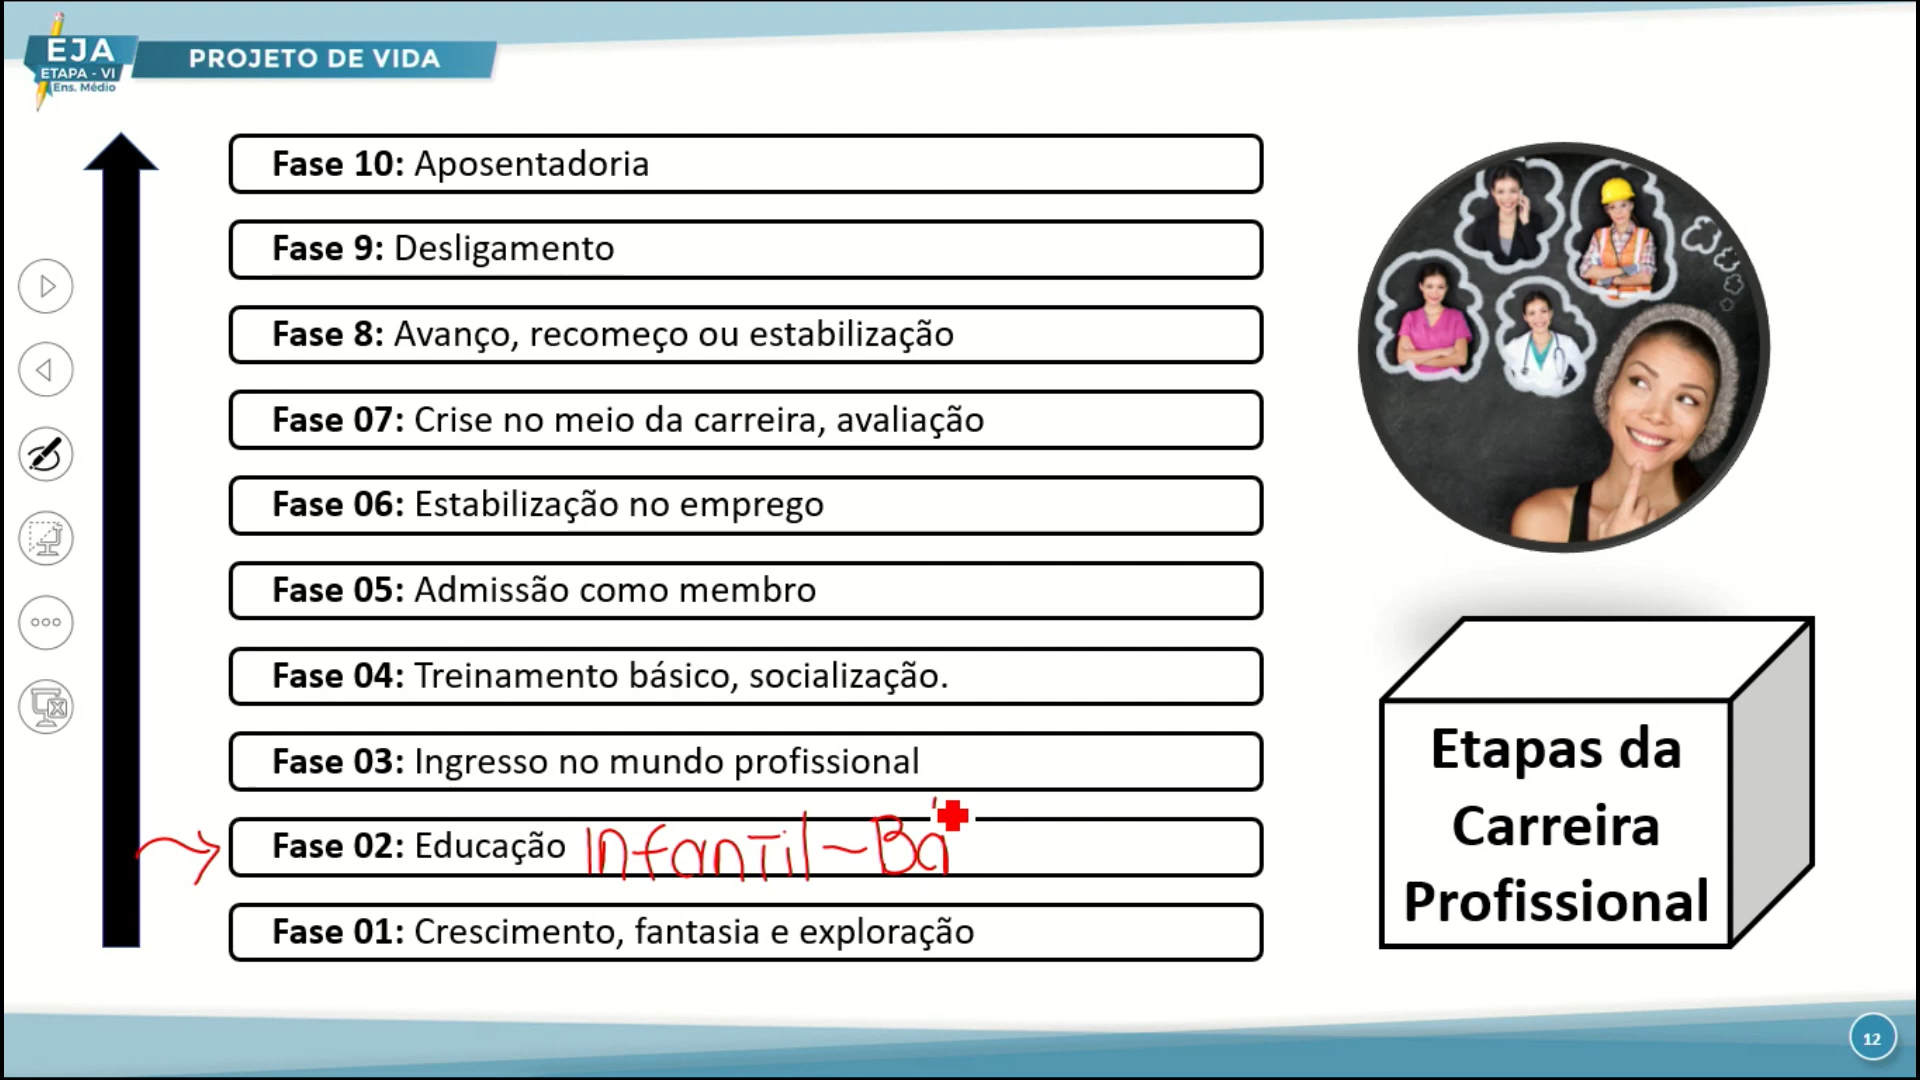 EJA
ETAPA - VI
Ens. Médio
PROJETO DE VIDA
Fase 10: Aposentadoria
Fase 9: Desligamento
Fase 8: Avanço, recomeço ou estabilização
Fase 07: Crise no meio da carreira, avaliação
Fase 06: Estabilização no emprego
Fase 05: Admissão como membro
Fase 04: Treinamento básico, socialização.
Fase 03: Ingresso no mundo profissional
Fase 02: Educação Infantil ~ Bá
Fase 01: Crescimento, fantasia e exploração
Etapas da
Carreira
Profissional
12